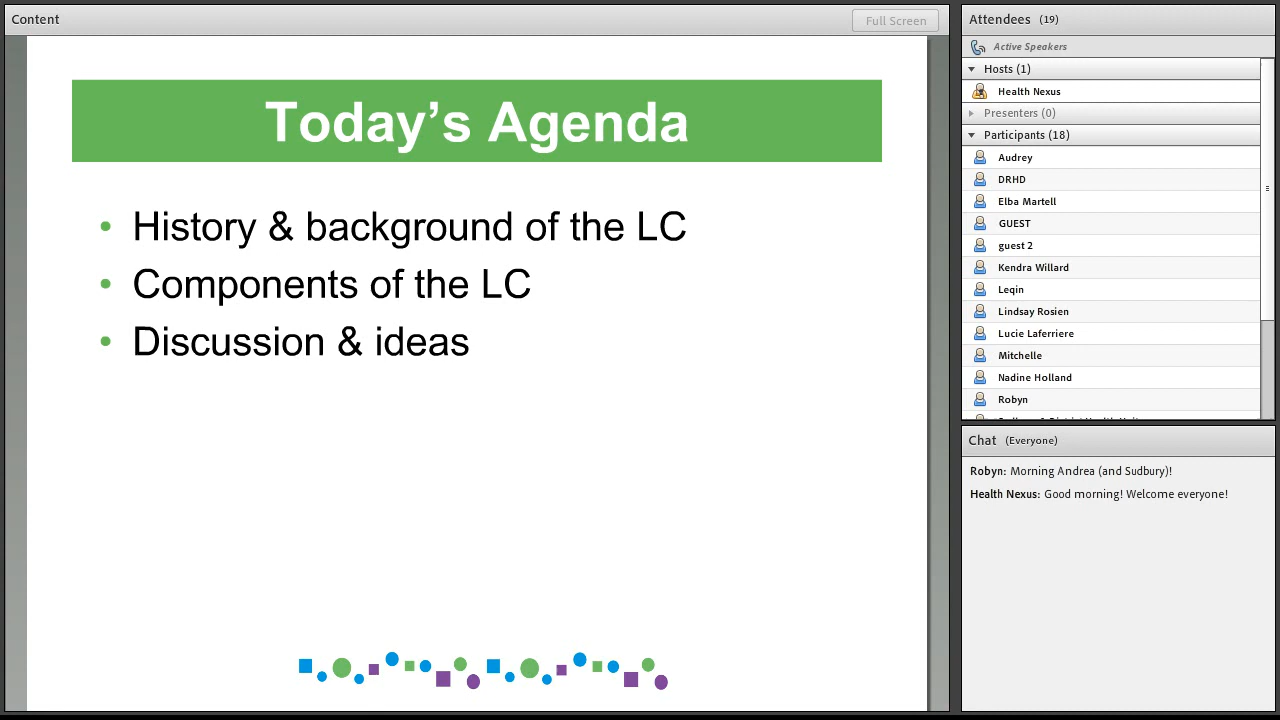 Content
Full Screen
Today's Agenda
• History & background of the LC
• Components of the LC
• Discussion & ideas
Attendees (19)
Active Speakers
Hosts (1)
Health Nexus
Presenters (0)
Participants (18)
Audrey
DRHD
Elba Martell
GUEST
guest 2
Kendra Willard
Leqin
Lindsay Rosien
Lucie Laferriere
Mitchelle
Nadine Holland
Robyn
Chat (Everyone)
Robyn: Morning Andrea (and Sudbury)!
Health Nexus: Good morning! Welcome everyone!